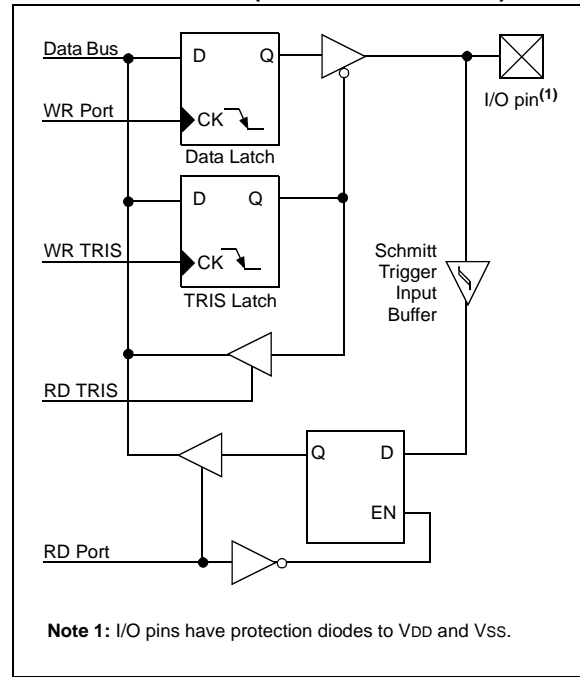 Data Bus
D
Q
I/O pin(1)
WR Port
CK
Data Latch
D
Q
WR TRIS
CK
TRIS Latch
Schmitt
Trigger
Input
Buffer
RD TRIS
Q
D
EN
RD Port
Note 1: I/O pins have protection diodes to VDD and VSS.